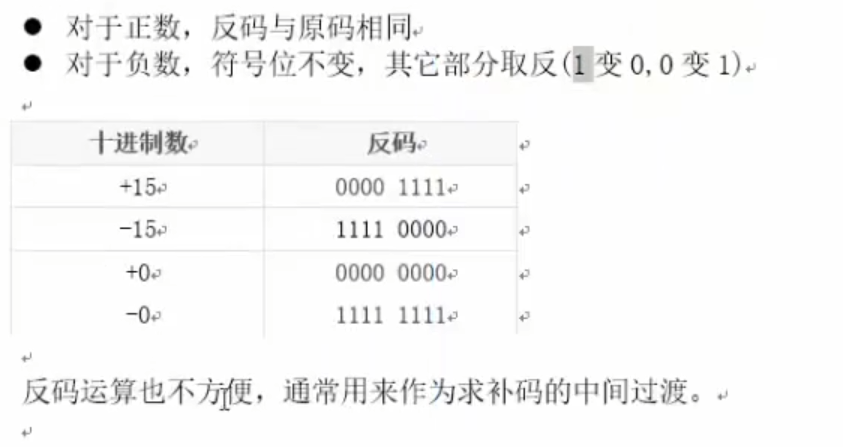 ● 对于正数，反码与原码相同
● 对于负数，符号位不变，其它部分取反(1 变 0,0 变 1)
十进制数 反码
+15 0000 1111
-15 1111 0000
+0 0000 0000
-0 1111 1111
反码运算也不方便，通常用来作为求补码的中间过渡。